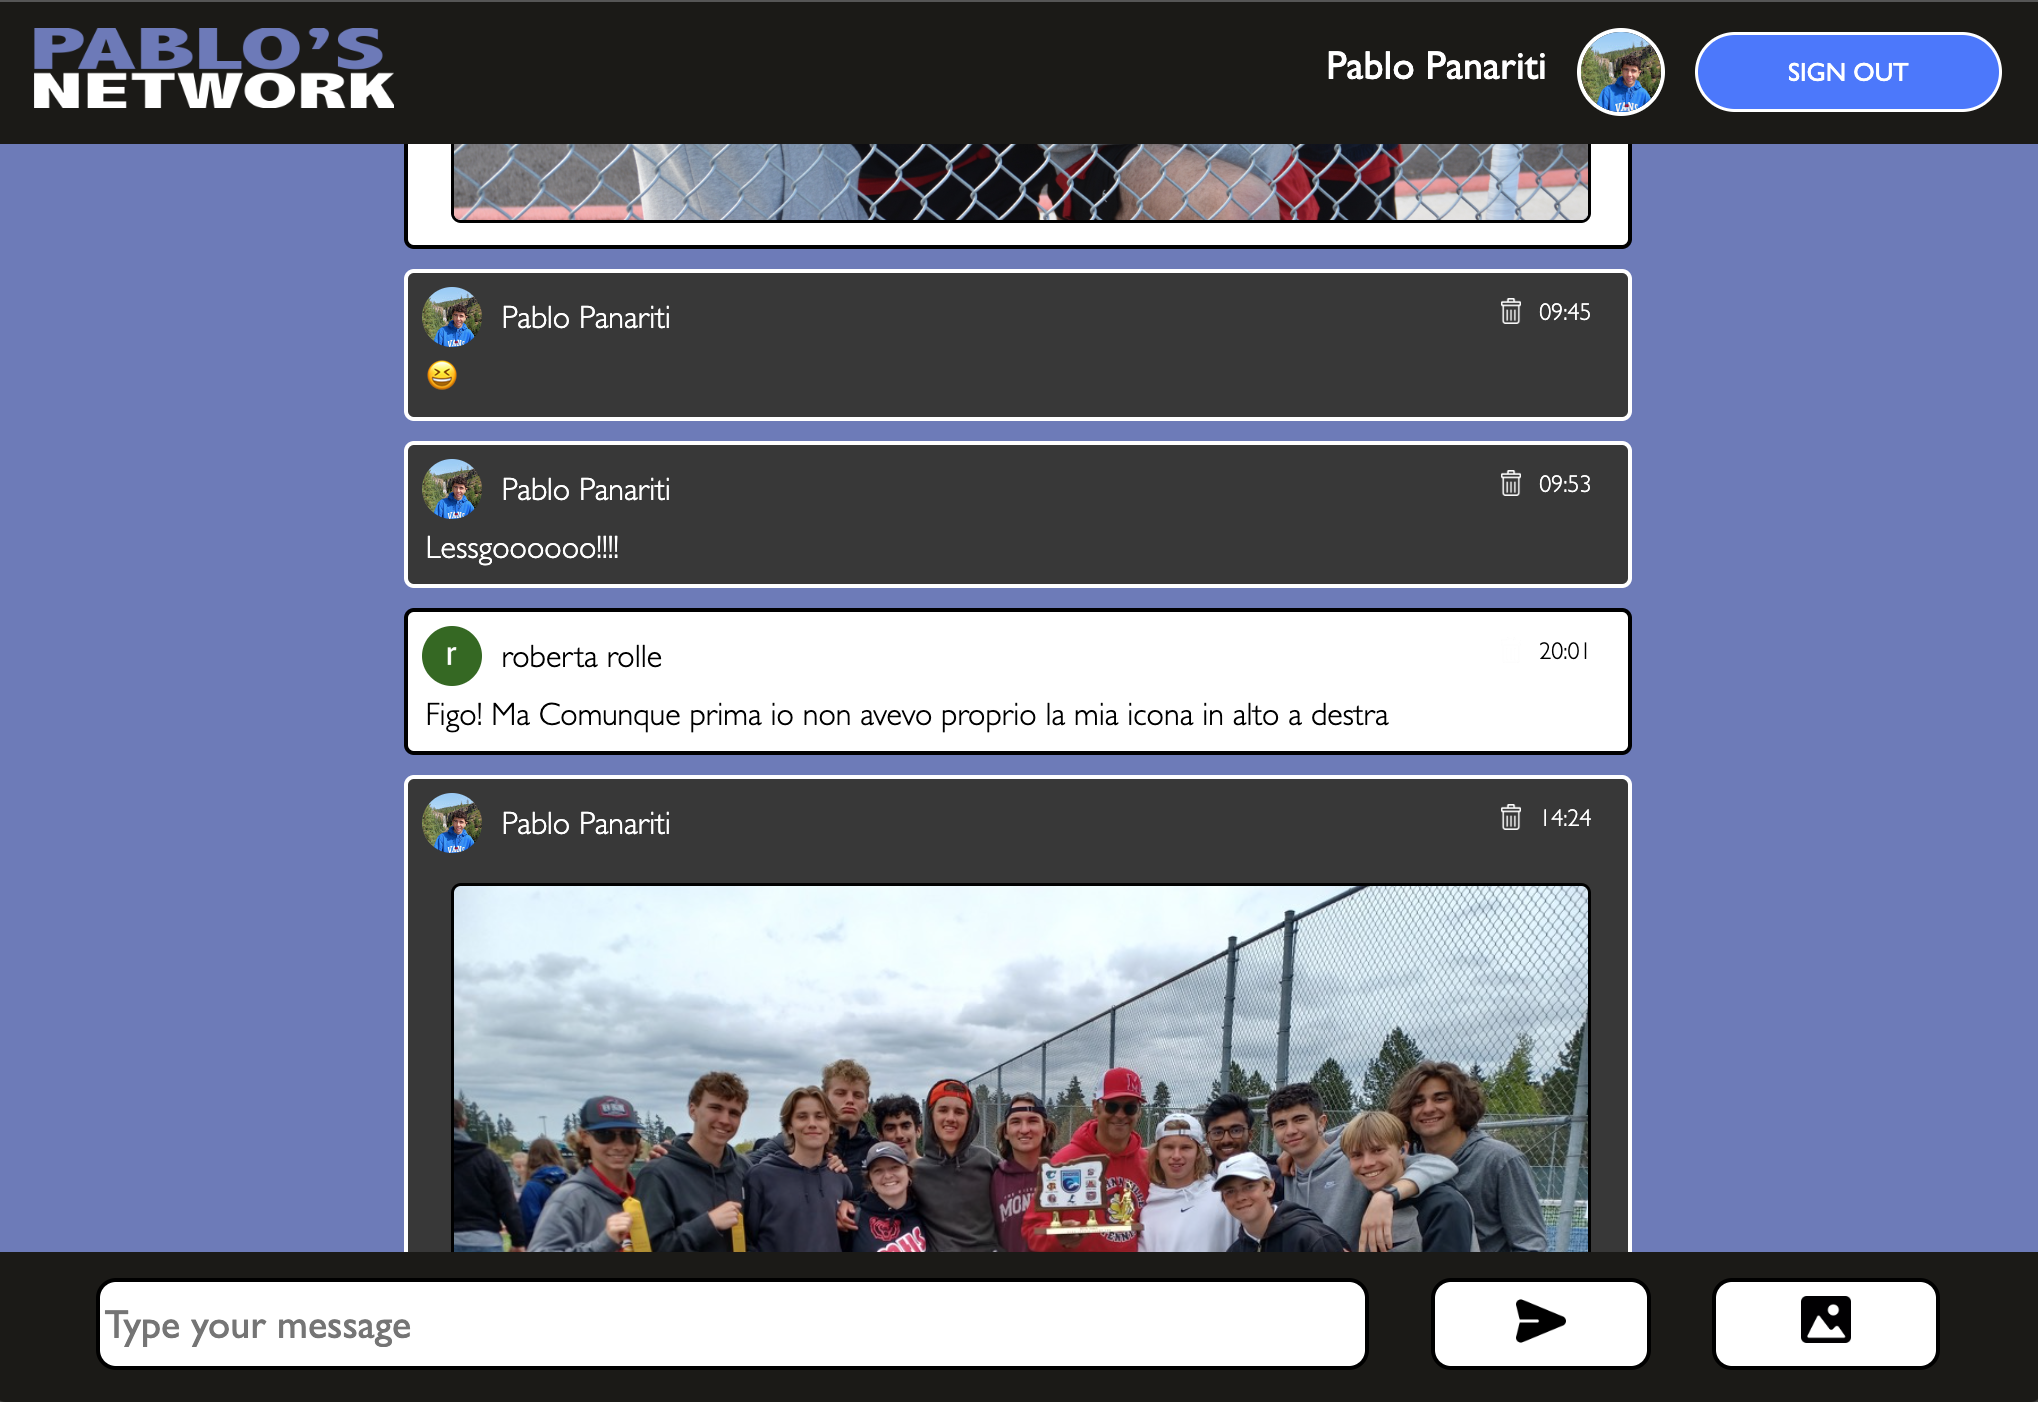 PABLO'S
NETWORK
Pablo Panariti
SIGN OUT
Pablo Panariti
09:45
Pablo Panariti
09:53
Lessgoooooo!!!!
r
roberta rolle
20:01
Figo! Ma Comunque prima io non avevo proprio la mia icona in alto a destra
Pablo Panariti
14:24
Type your message